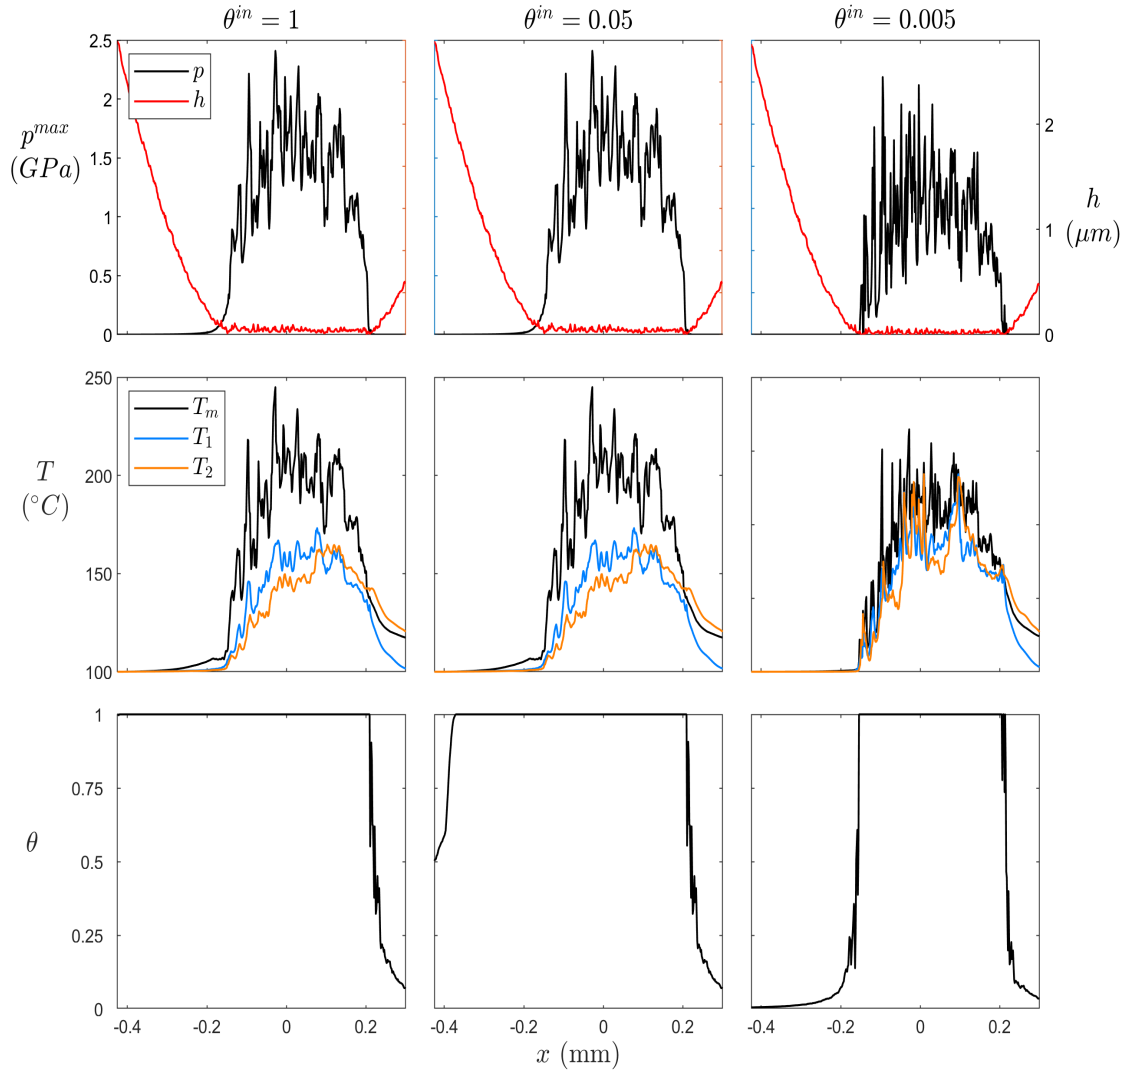 θ^{in} = 1 θ^{in} = 0.05 θ^{in} = 0.005
2.5
p
h
2
1.5
1
0.5
0
p^{max}
(GPa)
2
1
0
h
(μm)
250
T_m
T_1
T_2
200
150
100
T
(°C)
1
0.75
0.5
0.25
0
θ
-0.4 -0.2 0 0.2 -0.4 -0.2 0 0.2 -0.4 -0.2 0 0.2
x (mm)